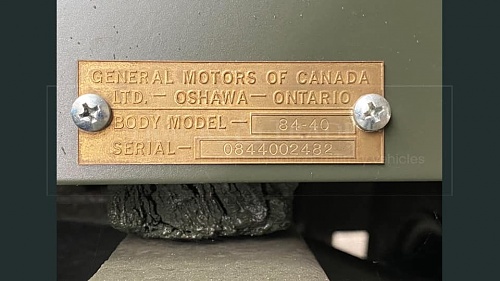 GENERAL MOTORS OF CANADA
LTD. — OSHAWA — ONTARIO
BODY MODEL — 84-40
SERIAL — 0844002482